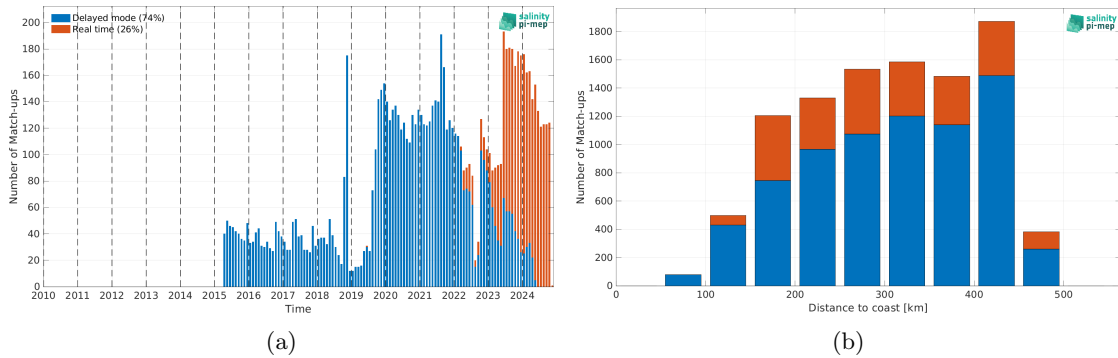 Delayed mode (74%)
Real time (26%)
salinity
pi-mep
Number of Match-ups
200
180
160
140
120
100
80
60
40
20
0
2010 2011 2012 2013 2014 2015 2016 2017 2018 2019 2020 2021 2022 2023 2024
Time
(a)
salinity
pi-mep
Number of Match-ups
1800
1600
1400
1200
1000
800
600
400
200
0
0 100 200 300 400 500
Distance to coast [km]
(b)